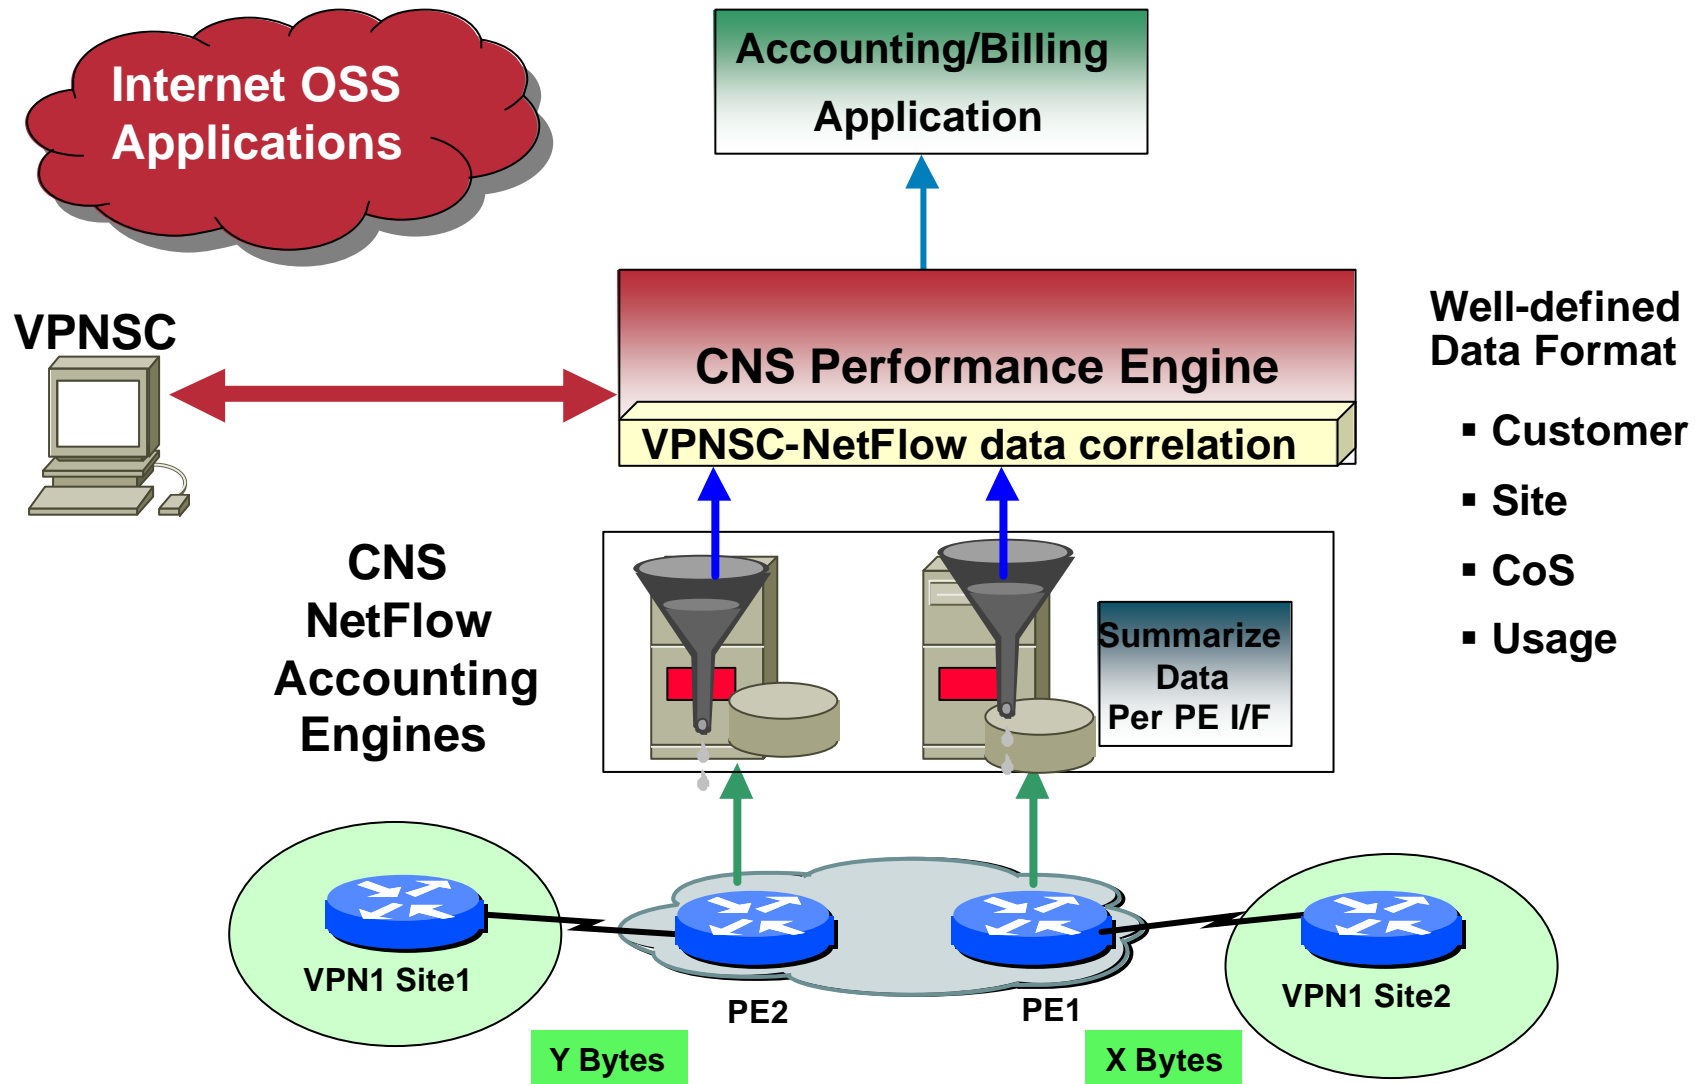 Internet OSS
Applications
Accounting/Billing
Application
VPNSC
CNS Performance Engine
VPNSC-NetFlow data correlation
Well-defined
Data Format
▪ Customer
▪ Site
▪ CoS
▪ Usage
CNS
NetFlow
Accounting
Engines
Summarize
Data
Per PE I/F
VPN1 Site1
PE2
PE1
VPN1 Site2
Y Bytes
X Bytes